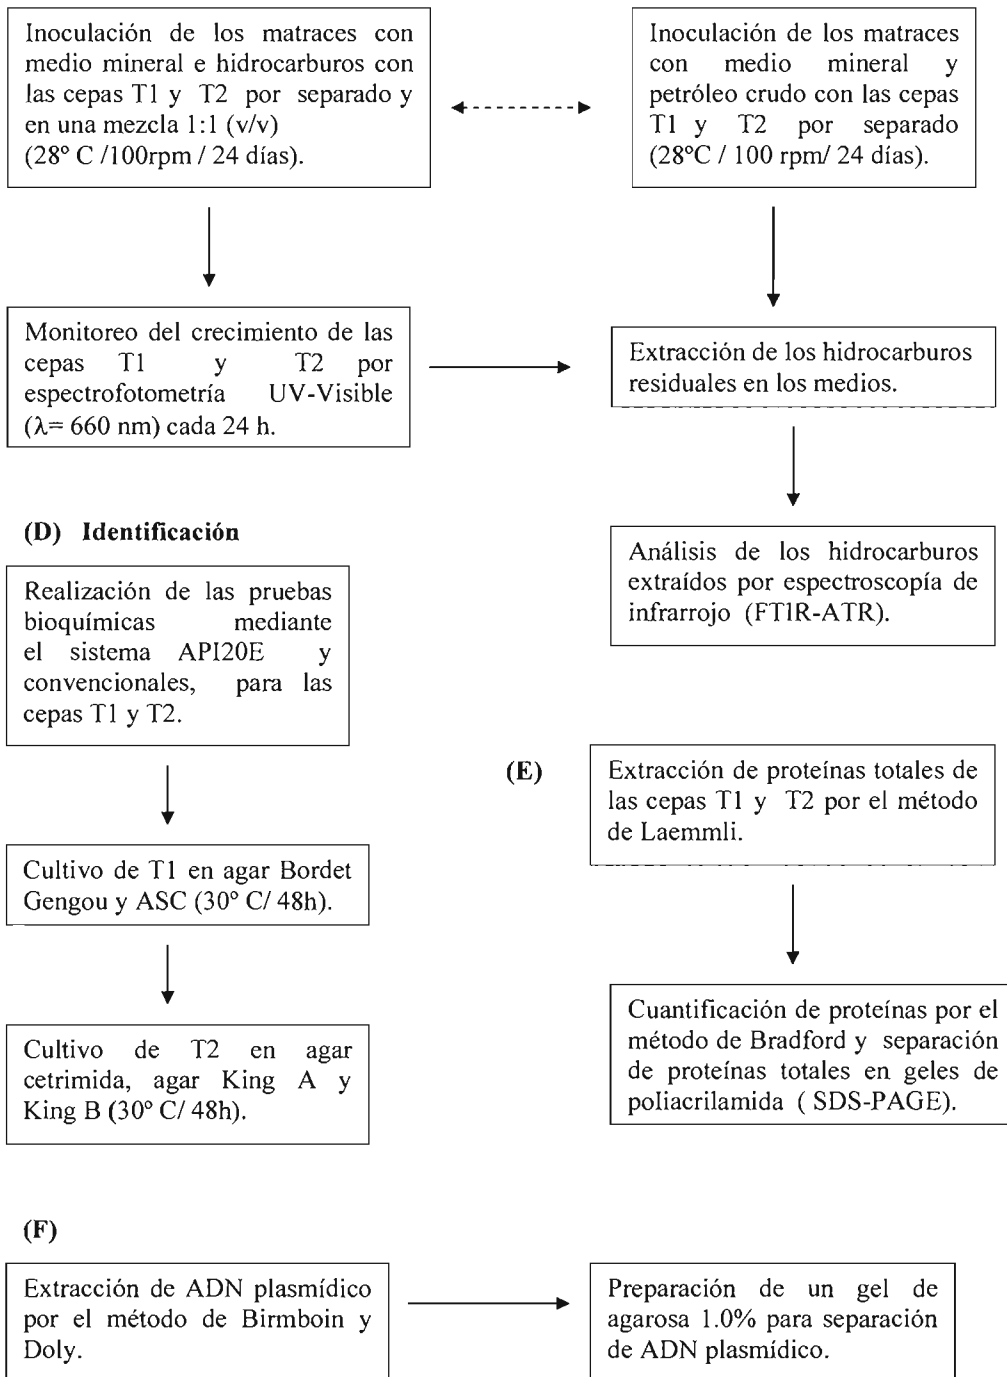 Inoculación de los matraces con
medio mineral e hidrocarburos con
las cepas T1 y T2 por separado y
en una mezcla 1:1 (v/v)
(28º C /100rpm / 24 días).
Inoculación de los matraces
con medio mineral y
petróleo crudo con las cepas
T1 y T2 por separado
(28ºC / 100 rpm/ 24 días).
Monitoreo del crecimiento de las
cepas T1 y T2 por
espectrofotometría UV-Visible
(λ= 660 nm) cada 24 h.
Extracción de los hidrocarburos
residuales en los medios.
Análisis de los hidrocarburos
extraídos por espectroscopía de
infrarrojo (FTIR-ATR).
(D) Identificación
Realización de las pruebas
bioquímicas mediante
el sistema API20E y
convencionales, para las
cepas T1 y T2.
Cultivo de T1 en agar Bordet
Gengou y ASC (30º C/ 48h).
Cultivo de T2 en agar
cetrimida, agar King A y
King B (30º C/ 48h).
(E)
Extracción de proteínas totales de
las cepas T1 y T2 por el método
de Laemmli.
Cuantificación de proteínas por el
método de Bradford y separación
de proteínas totales en geles de
poliacrilamida ( SDS-PAGE).
(F)
Extracción de ADN plasmídico
por el método de Birmboin y
Doly.
Preparación de un gel de
agarosa 1.0% para separación
de ADN plasmídico.